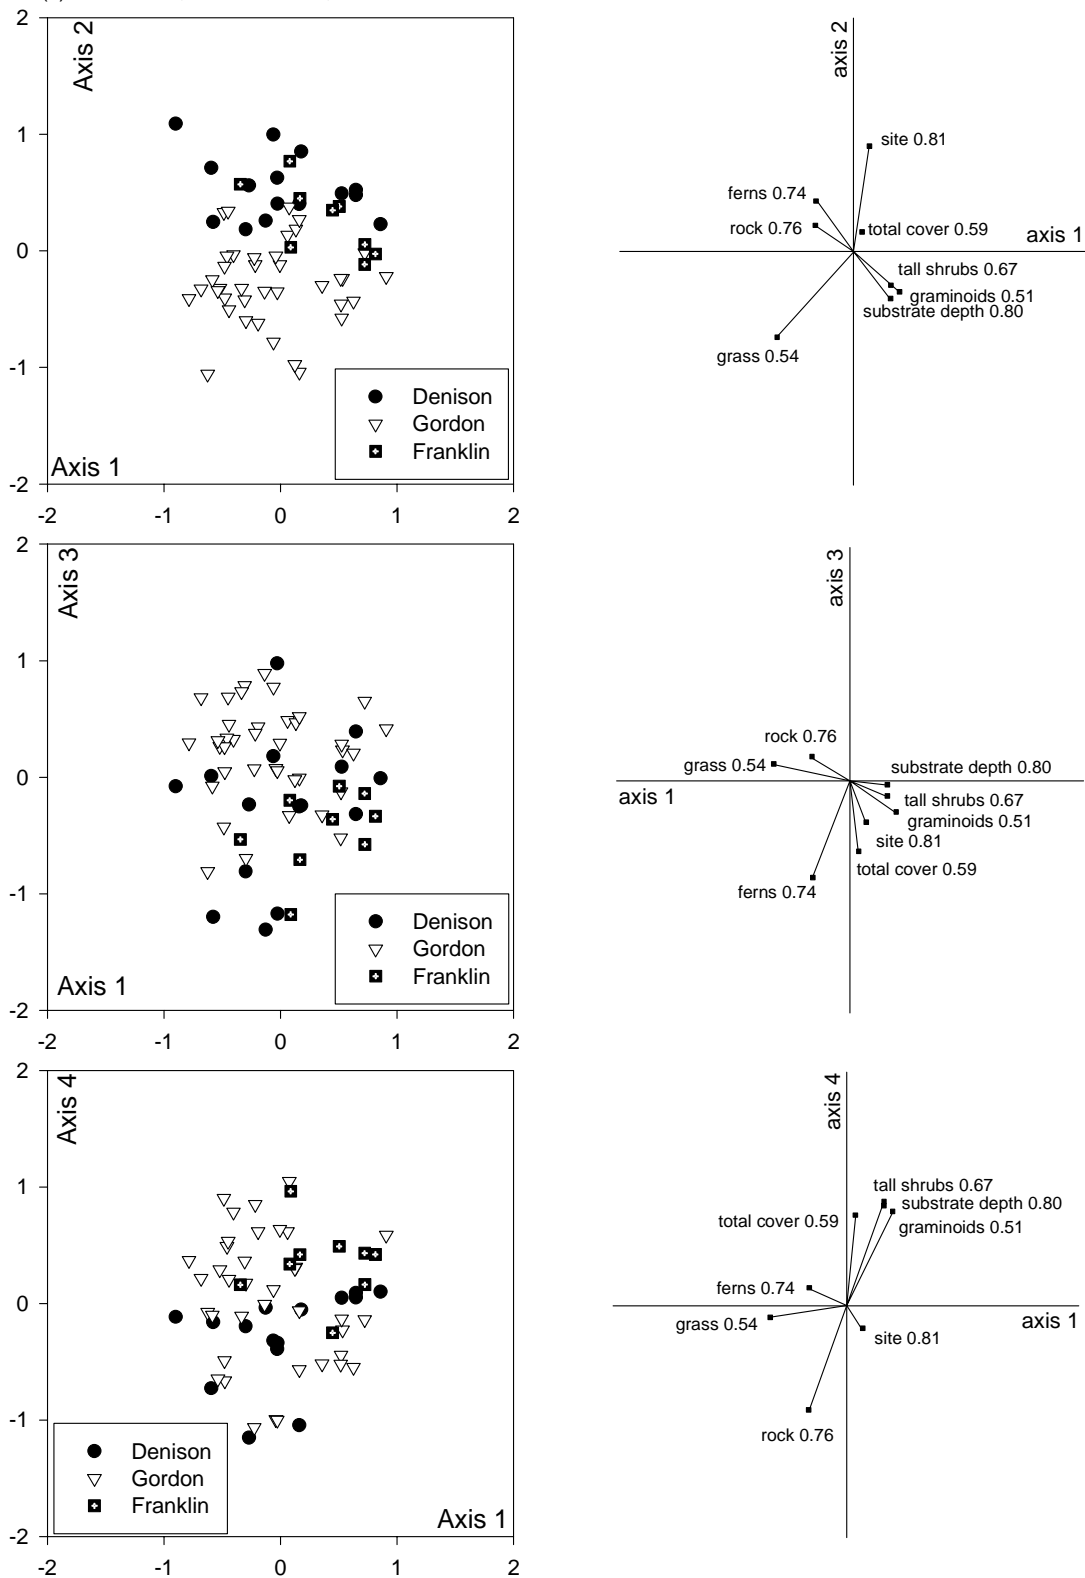 2
1
0
-1
-2
Axis 2
Axis 1
Denison
Gordon
Franklin
-2 -1 0 1 2
axis 2
site 0.81
ferns 0.74
rock 0.76
total cover 0.59
axis 1
tall shrubs 0.67
graminoids 0.51
substrate depth 0.80
grass 0.54
2
1
0
-1
-2
Axis 3
Axis 1
Denison
Gordon
Franklin
-2 -1 0 1 2
axis 3
rock 0.76
grass 0.54
substrate depth 0.80
axis 1
tall shrubs 0.67
graminoids 0.51
site 0.81
total cover 0.59
ferns 0.74
2
1
0
-1
-2
Axis 4
Denison
Gordon
Franklin
Axis 1
-2 -1 0 1 2
axis 4
tall shrubs 0.67
substrate depth 0.80
total cover 0.59
graminoids 0.51
ferns 0.74
grass 0.54
axis 1
site 0.81
rock 0.76